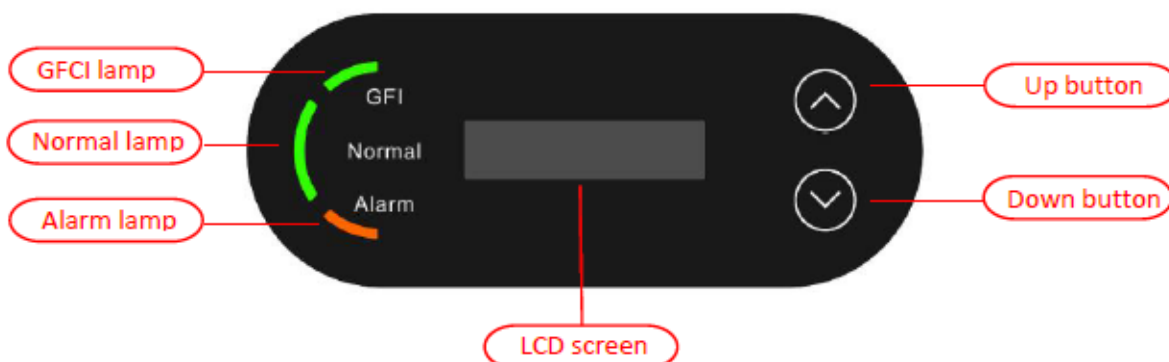 GFCI lamp
GFI
Up button
Normal lamp
Normal
Alarm lamp
Alarm
Down button
LCD screen